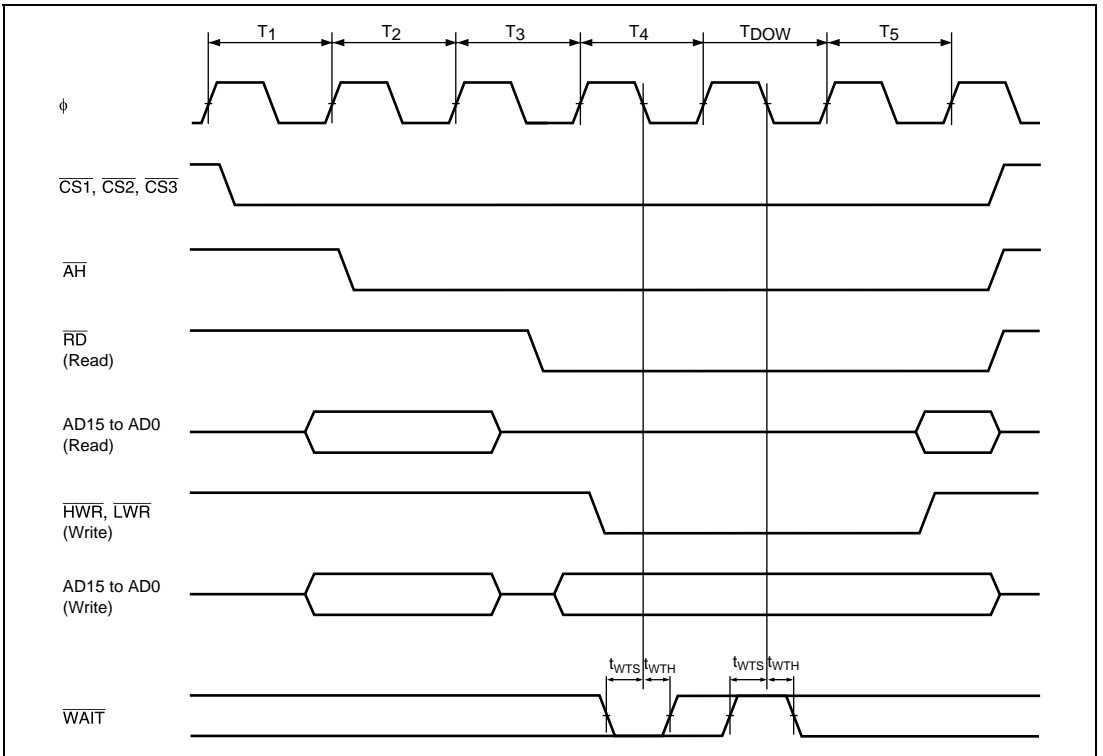 T1 T2 T3 T4 TDOW T5
ϕ
CS1, CS2, CS3
AH
RD
(Read)
AD15 to AD0
(Read)
HWR, LWR
(Write)
AD15 to AD0
(Write)
tWTS tWTH tWTS tWTH
WAIT